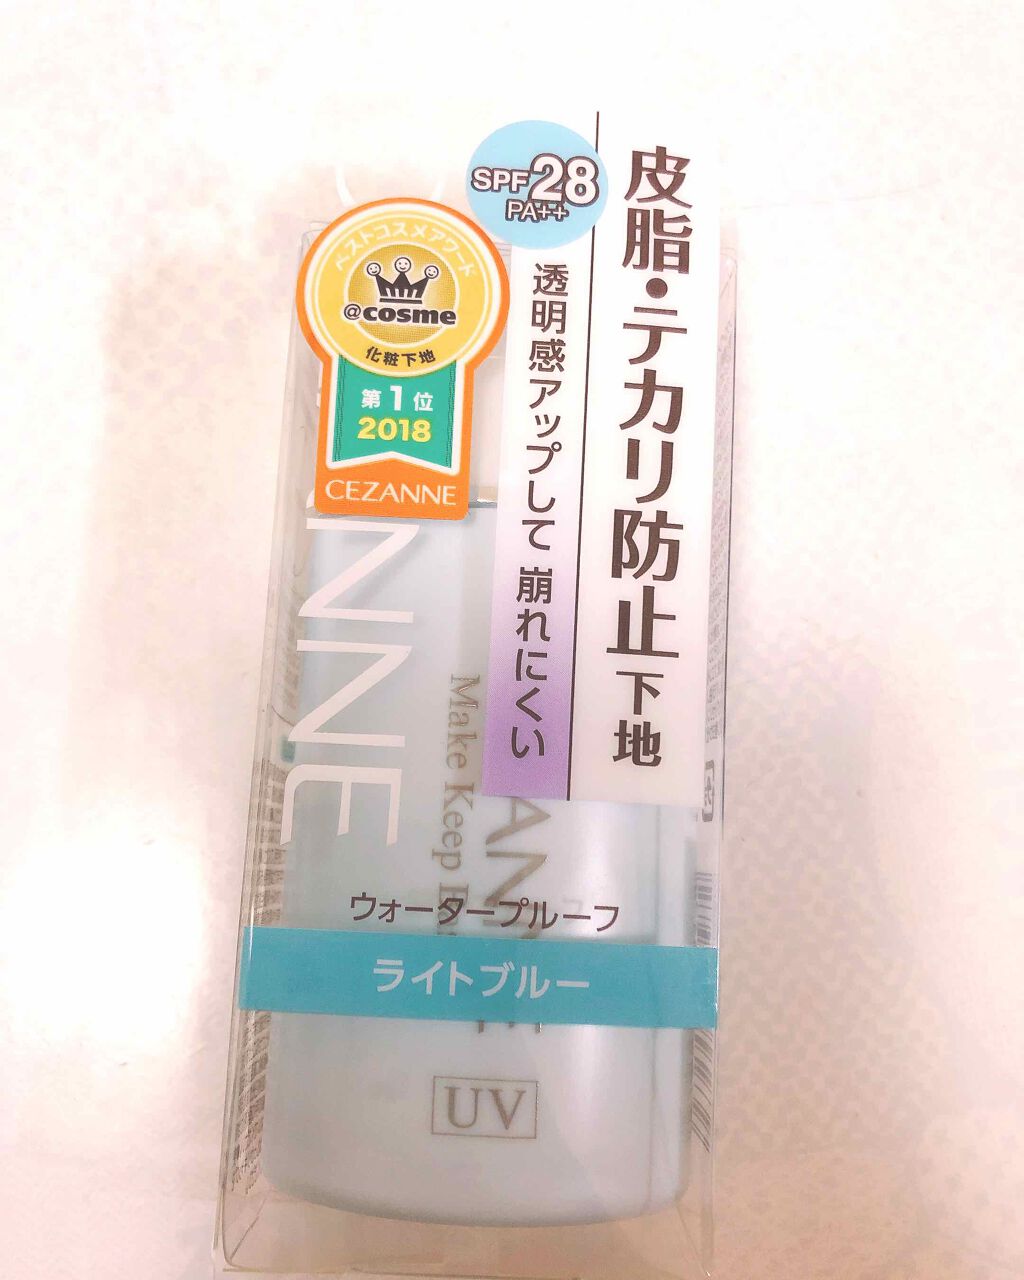 皮脂・テカリ防止下地
SPF28
PA++
透明感アップして 崩れにくい
ベストコスメアワード
@cosme
化粧下地
第1位
2018
CEZANNE
NNE
Make Keep
ウォータープルーフ
ライトブルー
UV